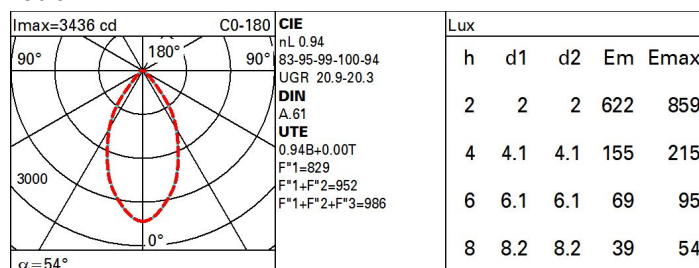 Imax=3436 cd
C0-180
90°
180°
90°
3000
0°
α=54°
CIE
nL 0.94
83-95-99-100-94
UGR 20.9-20.3
DIN
A.61
UTE
0.94B+0.00T
F"1=829
F"1+F"2=952
F"1+F"2+F"3=986
Lux
h d1 d2 Em Emax
2 2 2 622 859
4 4.1 4.1 155 215
6 6.1 6.1 69 95
8 8.2 8.2 39 54